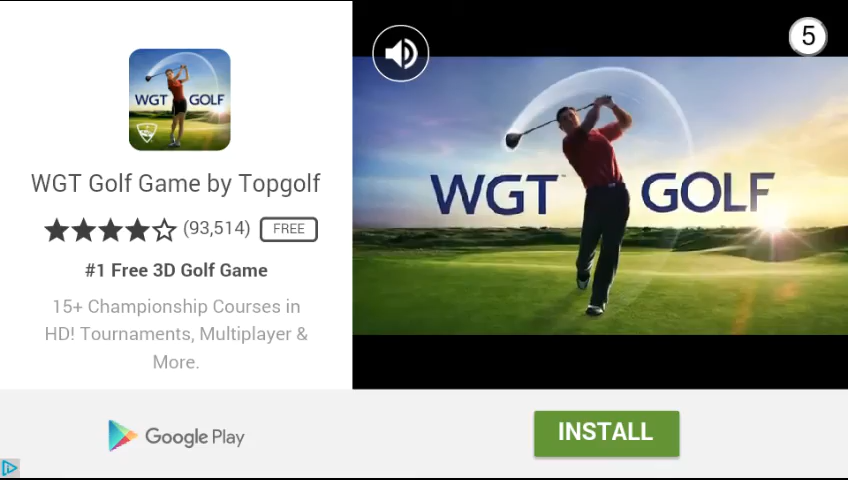 5
WGT GOLF
WGT GOLF
WGT Golf Game by Topgolf
(93,514) FREE
#1 Free 3D Golf Game
15+ Championship Courses in
HD! Tournaments, Multiplayer &
More.
Google Play
INSTALL